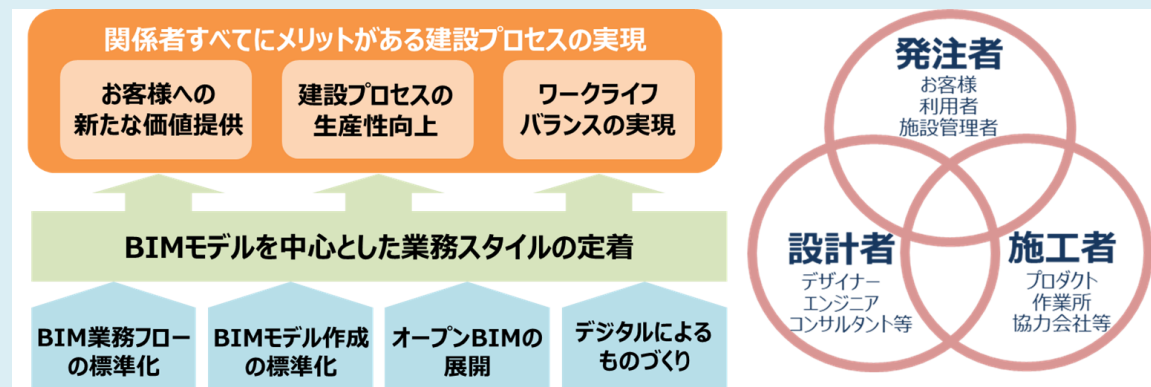 関係者すべてにメリットがある建設プロセスの実現
お客様への
新たな価値提供
建設プロセスの
生産性向上
ワークライフ
バランスの実現
BIMモデルを中心とした業務スタイルの定着
BIM業務フロー
の標準化
BIMモデル作成
の標準化
オープンBIMの
展開
デジタルによる
ものづくり
発注者
お客様
利用者
施設管理者
設計者
デザイナー
エンジニア
コンサルタント等
施工者
プロダクト
作業所
協力会社等